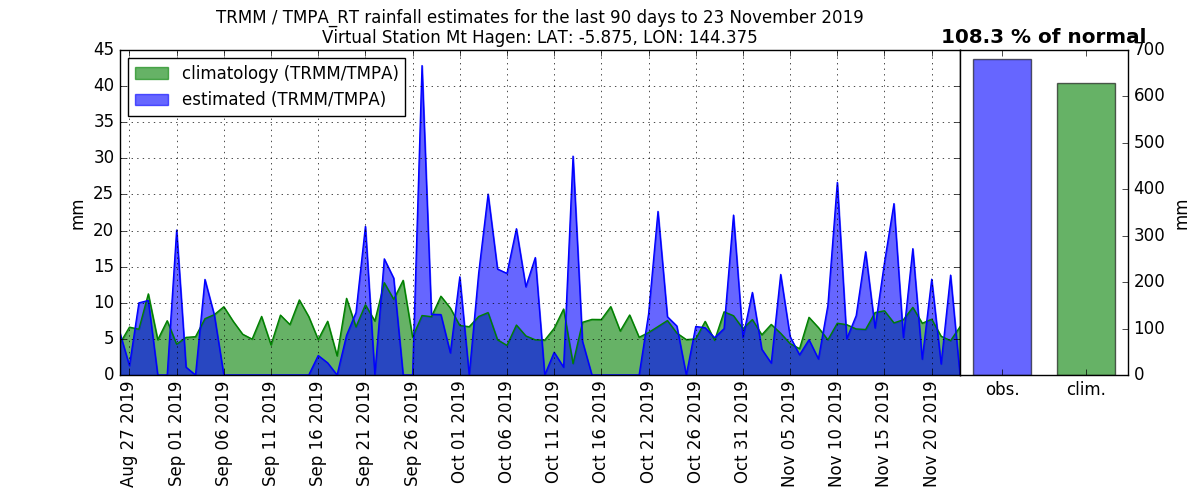 TRMM / TMPA_RT rainfall estimates for the last 90 days to 23 November 2019
Virtual Station Mt Hagen: LAT: -5.875, LON: 144.375
108.3 % of normal
climatology (TRMM/TMPA)
estimated (TRMM/TMPA)
mm
45
40
35
30
25
20
15
10
5
0
Aug 27 2019
Sep 01 2019
Sep 06 2019
Sep 11 2019
Sep 16 2019
Sep 21 2019
Sep 26 2019
Oct 01 2019
Oct 06 2019
Oct 11 2019
Oct 16 2019
Oct 21 2019
Oct 26 2019
Oct 31 2019
Nov 05 2019
Nov 10 2019
Nov 15 2019
Nov 20 2019
700
600
500
400
300
200
100
0
mm
obs.
clim.